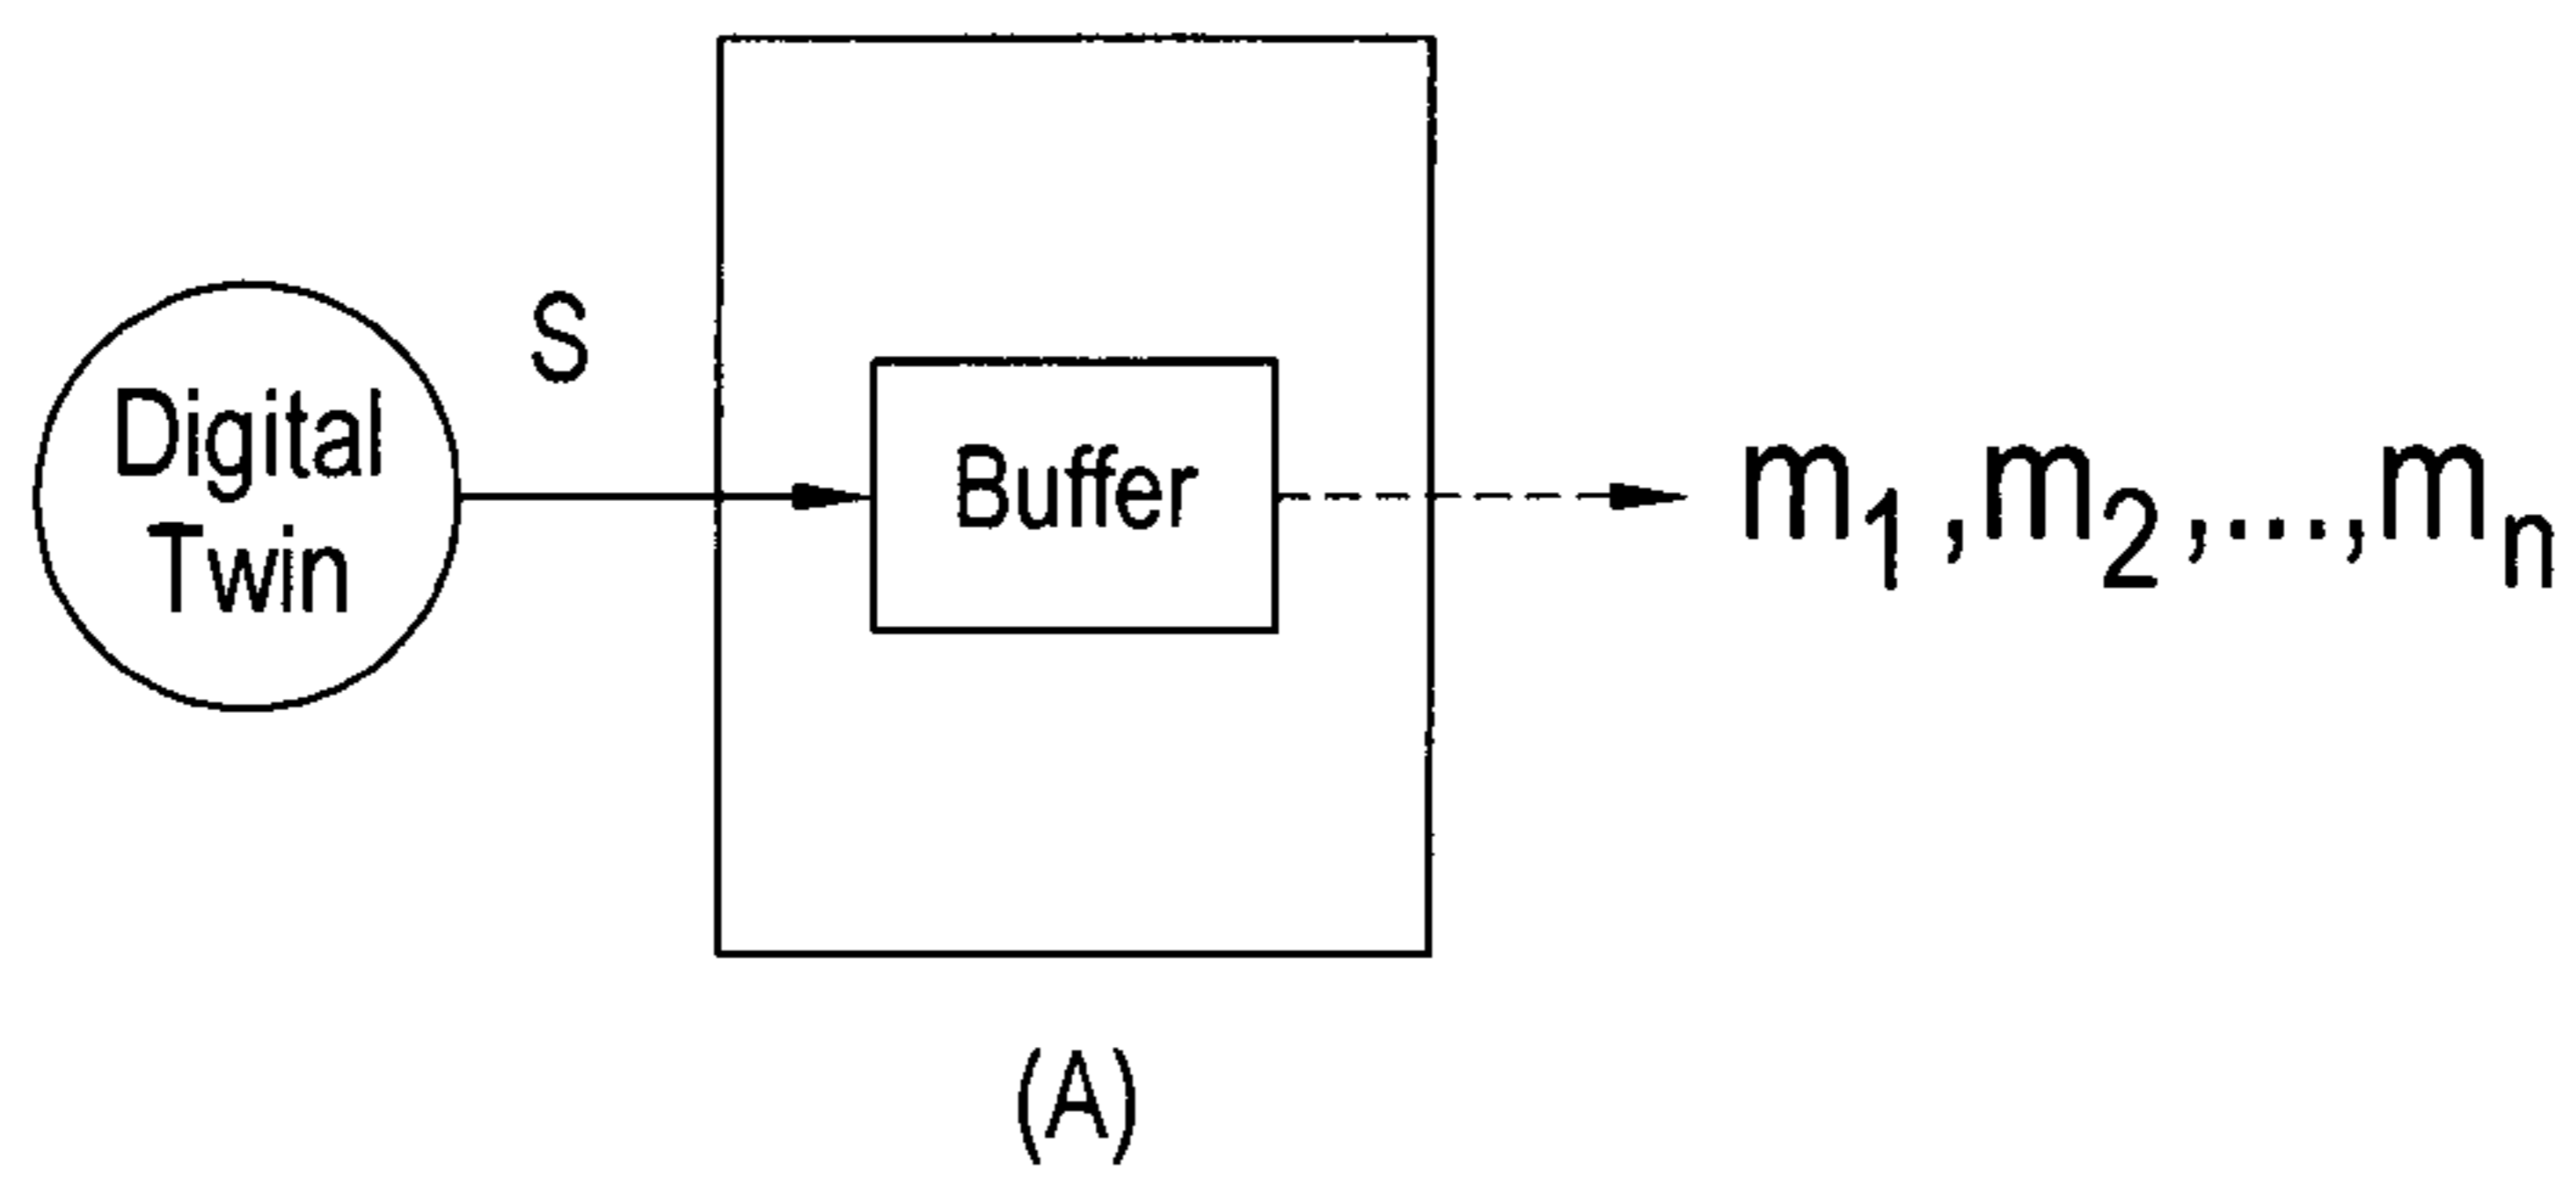 S
Digital
Twin
Buffer
m₁,m₂,...,mₙ
(A)